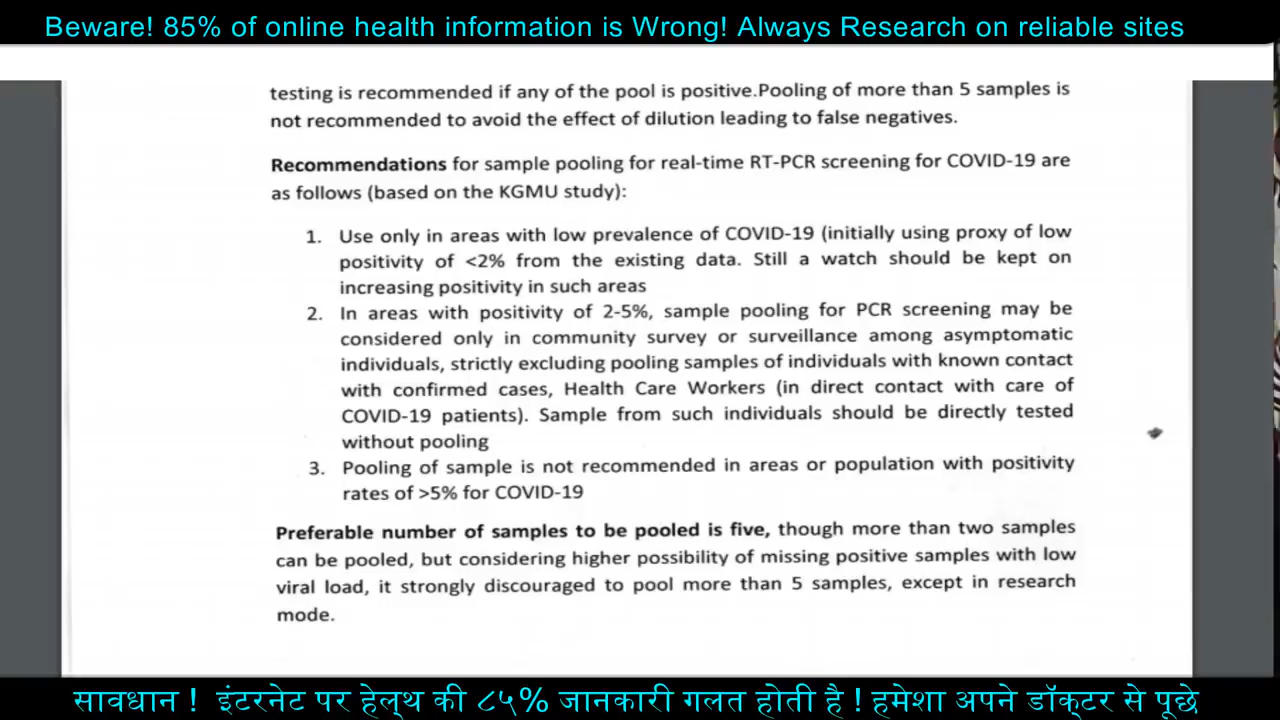 Beware! 85% of online health information is Wrong! Always Research on reliable sites
testing is recommended if any of the pool is positive.Pooling of more than 5 samples is
not recommended to avoid the effect of dilution leading to false negatives.
Recommendations for sample pooling for real-time RT-PCR screening for COVID-19 are
as follows (based on the KGMU study):
1. Use only in areas with low prevalence of COVID-19 (initially using proxy of low
positivity of <2% from the existing data. Still a watch should be kept on
increasing positivity in such areas
2. In areas with positivity of 2-5%, sample pooling for PCR screening may be
considered only in community survey or surveillance among asymptomatic
individuals, strictly excluding pooling samples of individuals with known contact
with confirmed cases, Health Care Workers (in direct contact with care of
COVID-19 patients). Sample from such individuals should be directly tested
without pooling
3. Pooling of sample is not recommended in areas or population with positivity
rates of >5% for COVID-19
Preferable number of samples to be pooled is five, though more than two samples
can be pooled, but considering higher possibility of missing positive samples with low
viral load, it strongly discouraged to pool more than 5 samples, except in research
mode.
सावधान ! इंटरनेट पर हेल्थ की ८५% जानकारी गलत होती है ! हमेशा अपने डॉक्टर से पूछे